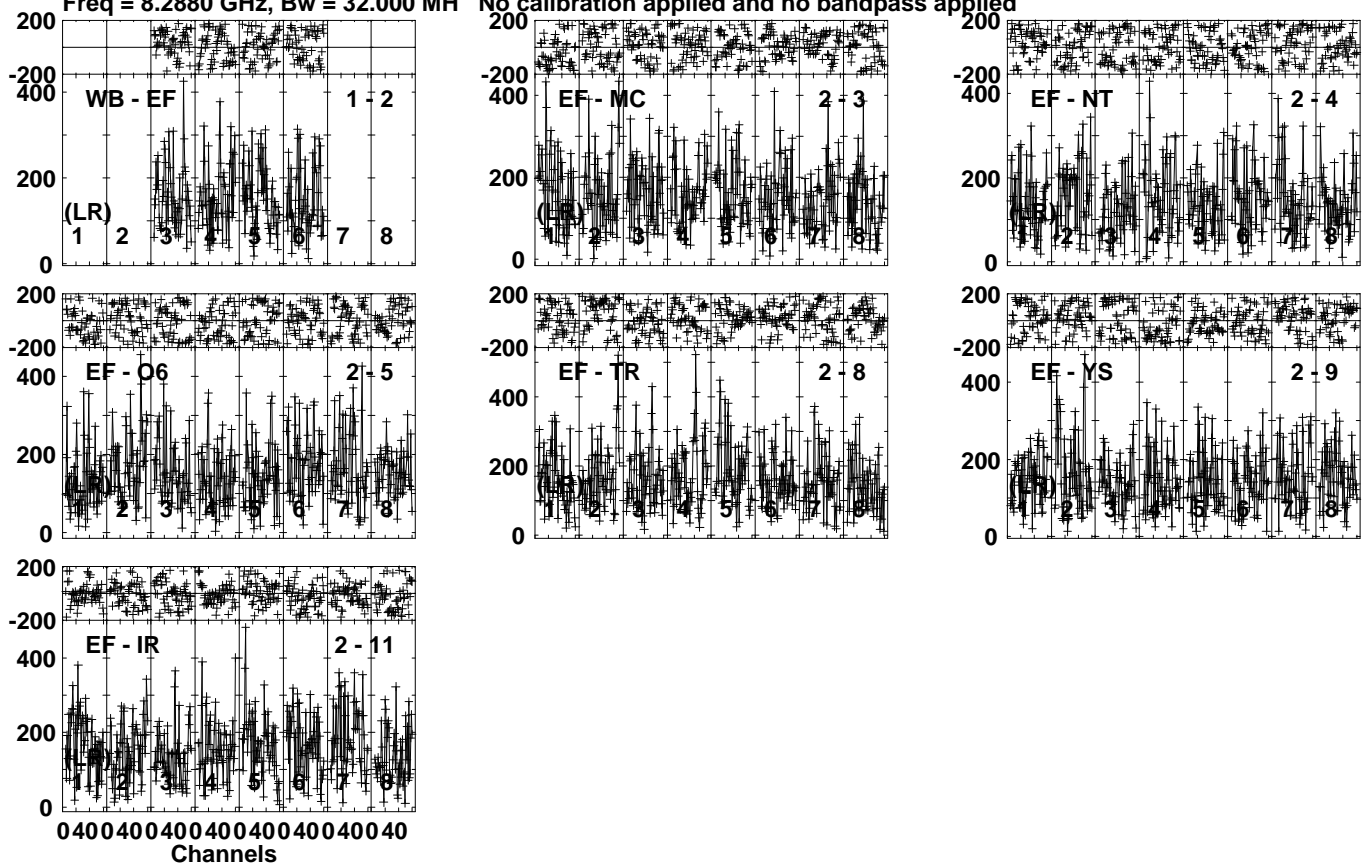 Freq = 8.2880 GHz, Bw = 32.000 MH No calibration applied and no bandpass applied
200
-200
400
200
0
WB - EF 1 - 2
(LR)
1 2 3 4 5 6 7 8
200
-200
400
200
0
EF - MC 2 - 3
(LR)
1 2 3 4 5 6 7 8
200
-200
400
200
0
EF - NT 2 - 4
(LR)
1 2 3 4 5 6 7 8
200
-200
400
200
0
EF - O6 2 - 5
(LR)
1 2 3 4 5 6 7 8
200
-200
400
200
0
EF - TR 2 - 8
(LR)
1 2 3 4 5 6 7 8
200
-200
400
200
0
EF - YS 2 - 9
(LR)
1 2 3 4 5 6 7 8
200
-200
400
200
0
EF - IR 2 - 11
(LR)
1 2 3 4 5 6 7 8
0 40 0 40 0 40 0 40 0 40 0 40 0 40 0 40
Channels